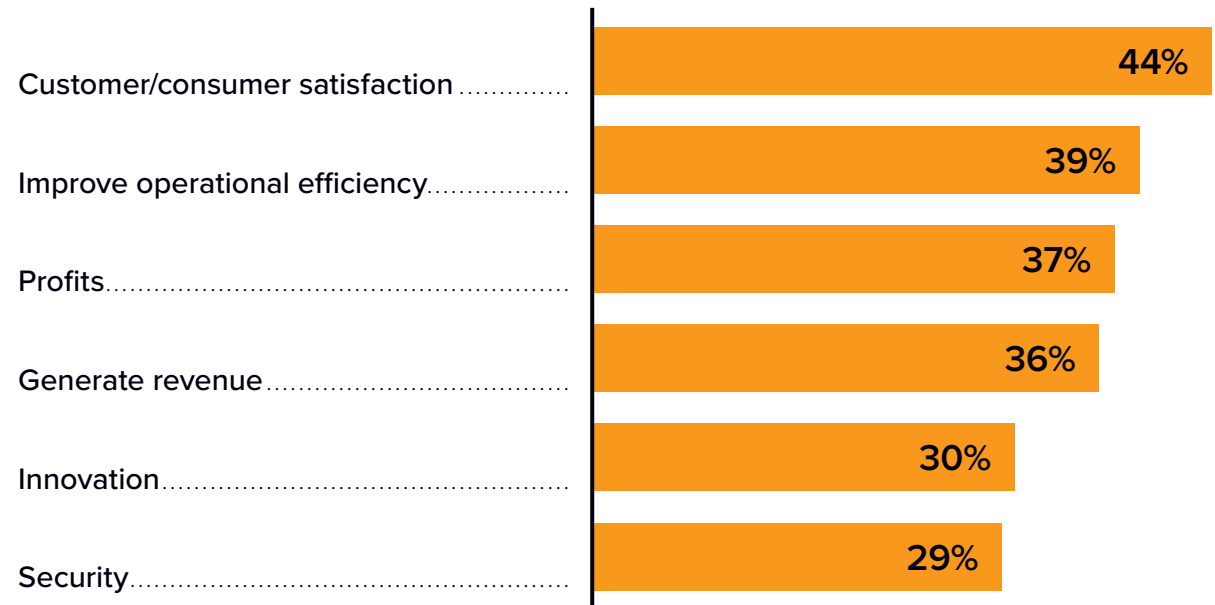 Customer/consumer satisfaction .............. 44%
Improve operational efficiency.................. 39%
Profits.......................................................... 37%
Generate revenue...................................... 36%
Innovation................................................... 30%
Security....................................................... 29%